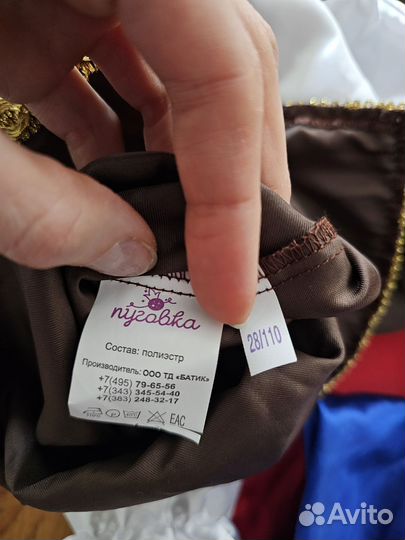 пуговка
Состав: полиэстр
Производитель: ООО ТД «БАТИК»
+7(495) 79-65-56
+7(343) 345-54-40
+7(383) 248-32-17
EAC
28/110
Avito